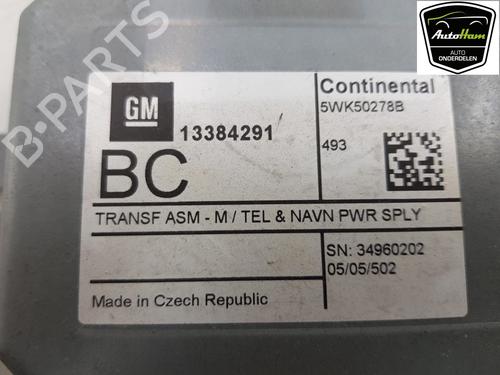 AutoHam
AUTO
ONDERDELEN
B-PARTS
GM
13384291
BC
Continental
5WK50278B
493
TRANSF ASM - M / TEL & NAVN PWR SPLY
SN: 34960202
05/05/502
Made in Czech Republic